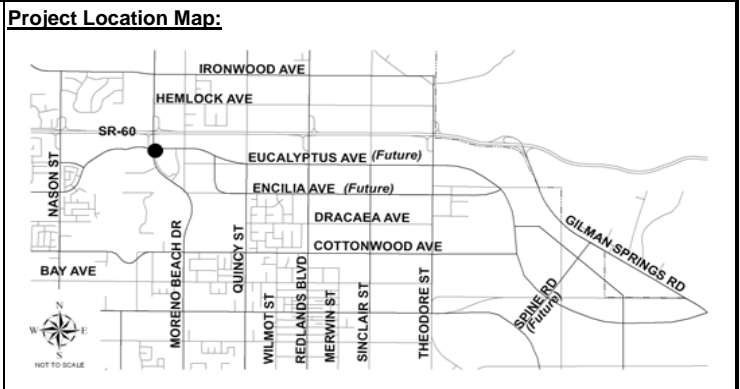 Project Location Map:
IRONWOOD AVE
HEMLOCK AVE
SR-60
EUCALYPTUS AVE (Future)
ENCILIA AVE (Future)
NASON ST
DRACAEA AVE
COTTONWOOD AVE
GILMAN SPRINGS RD
BAY AVE
MORENO BEACH DR
QUINCY ST
WILMOT ST
REDLANDS BLVD
MERWIN ST
SINCLAIR ST
THEODORE ST
SPINE RD
(Future)
N
W E
S
NOT TO SCALE